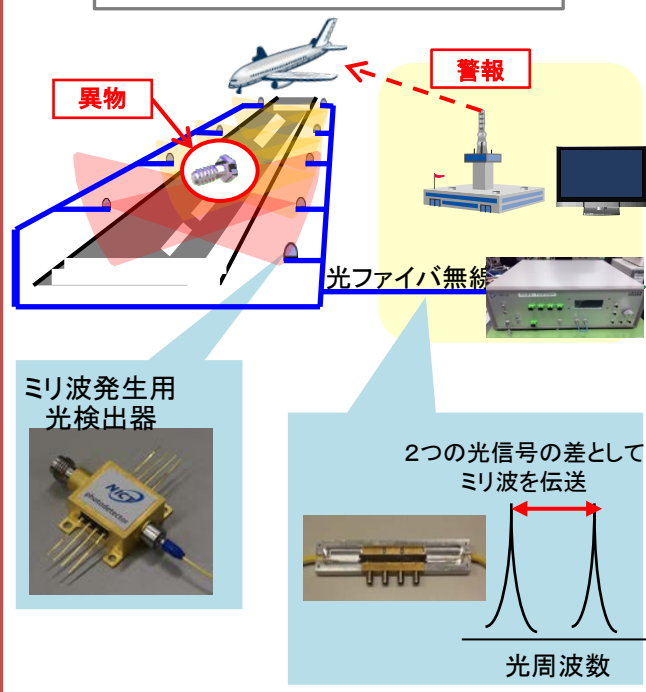 異物
警報
光ファイバ無線
ミリ波発生用
光検出器
NICT
photodetector
２つの光信号の差として
ミリ波を伝送
光周波数